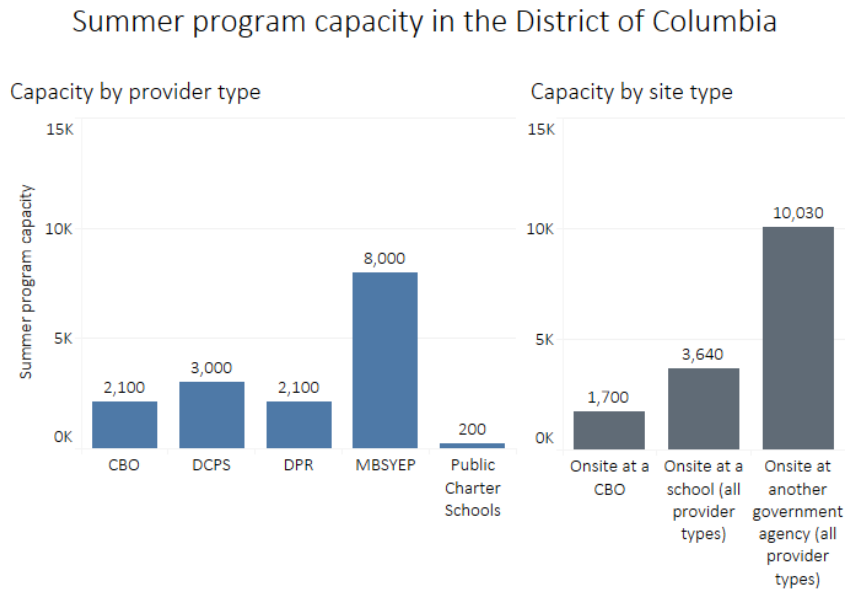 Summer program capacity in the District of Columbia
Capacity by provider type
Summer program capacity
15K
10K
5K
0K
2,100
3,000
2,100
8,000
200
CBO
DCPS
DPR
MBSYEP
Public
Charter
Schools
Capacity by site type
15K
10K
5K
0K
1,700
3,640
10,030
Onsite at a
CBO
Onsite at a
school (all
provider
types)
Onsite at
another
government
agency (all
provider
types)